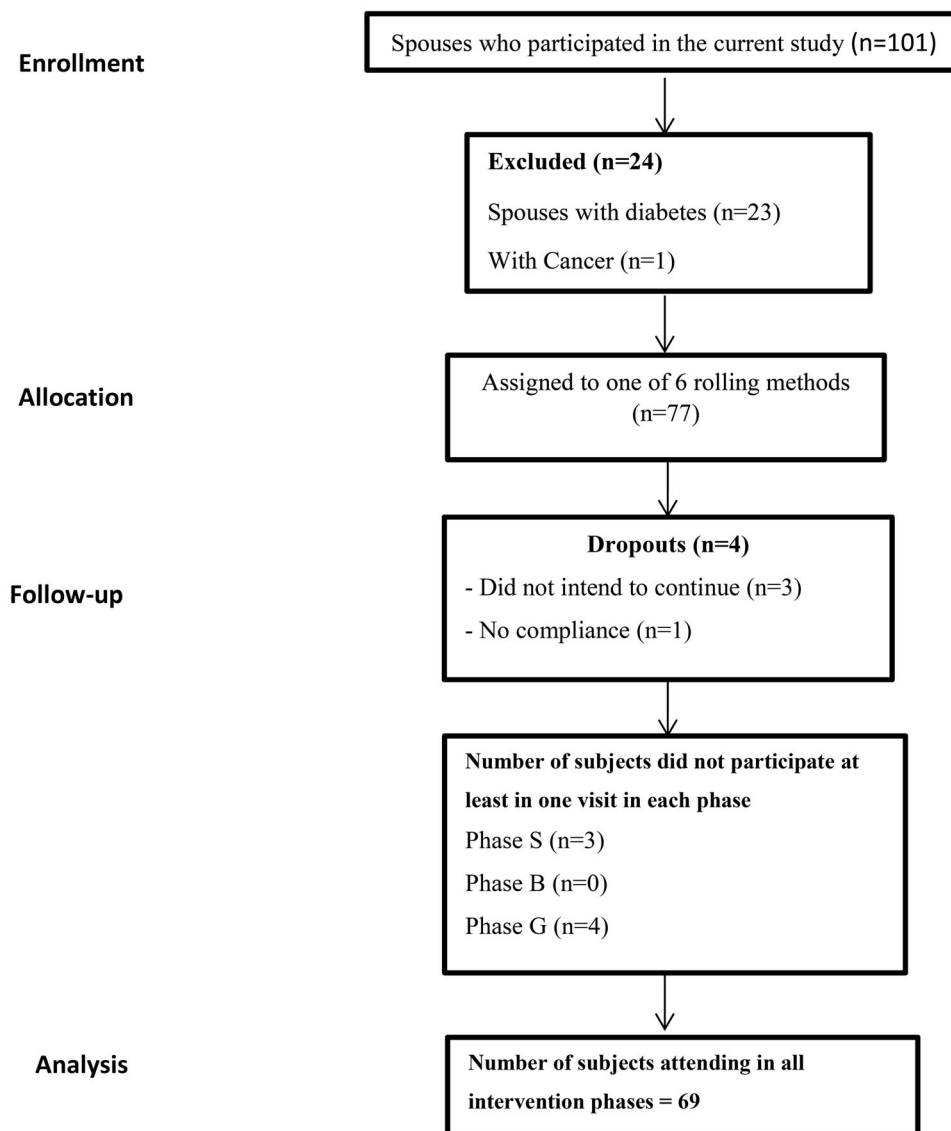 Enrollment
Spouses who participated in the current study (n=101)
Excluded (n=24)
Spouses with diabetes (n=23)
With Cancer (n=1)
Allocation
Assigned to one of 6 rolling methods
(n=77)
Follow-up
Dropouts (n=4)
- Did not intend to continue (n=3)
- No compliance (n=1)
Number of subjects did not participate at
least in one visit in each phase
Phase S (n=3)
Phase B (n=0)
Phase G (n=4)
Analysis
Number of subjects attending in all
intervention phases = 69